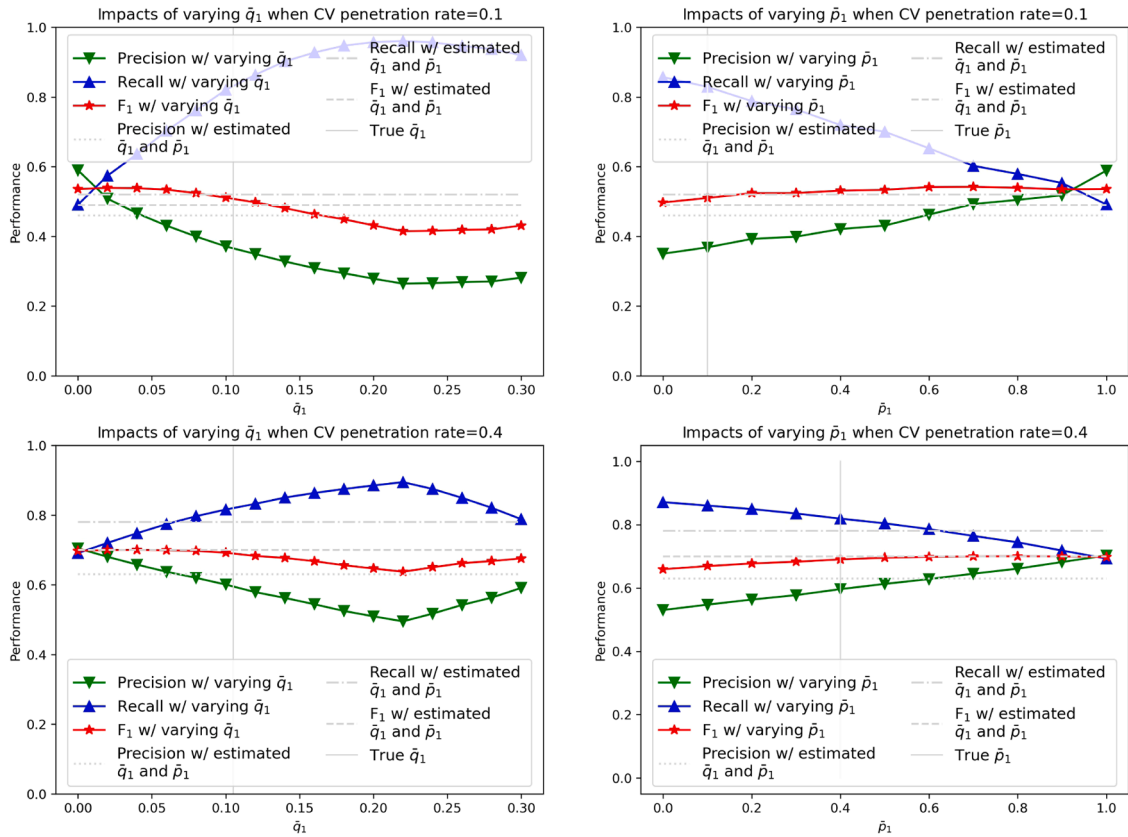 Impacts of varying q̄₁ when CV penetration rate=0.1
1.0
0.8
0.6
0.4
0.2
0.0
Performance
Precision w/ varying q̄₁
Recall w/ varying q̄₁
F₁ w/ varying q̄₁
Precision w/ estimated
q̄₁ and p̄₁
Recall w/ estimated
q̄₁ and p̄₁
F₁ w/ estimated
q̄₁ and p̄₁
True q̄₁
0.00 0.05 0.10 0.15 0.20 0.25 0.30
q̄₁
Impacts of varying p̄₁ when CV penetration rate=0.1
1.0
0.8
0.6
0.4
0.2
0.0
Performance
Precision w/ varying p̄₁
Recall w/ varying p̄₁
F₁ w/ varying p̄₁
Precision w/ estimated
q̄₁ and p̄₁
Recall w/ estimated
q̄₁ and p̄₁
F₁ w/ estimated
q̄₁ and p̄₁
True p̄₁
0.0 0.2 0.4 0.6 0.8 1.0
p̄₁
Impacts of varying q̄₁ when CV penetration rate=0.4
1.0
0.8
0.6
0.4
0.2
0.0
Performance
Precision w/ varying q̄₁
Recall w/ varying q̄₁
F₁ w/ varying q̄₁
Precision w/ estimated
q̄₁ and p̄₁
Recall w/ estimated
q̄₁ and p̄₁
F₁ w/ estimated
q̄₁ and p̄₁
True q̄₁
0.00 0.05 0.10 0.15 0.20 0.25 0.30
q̄₁
Impacts of varying p̄₁ when CV penetration rate=0.4
1.0
0.8
0.6
0.4
0.2
0.0
Performance
Precision w/ varying p̄₁
Recall w/ varying p̄₁
F₁ w/ varying p̄₁
Precision w/ estimated
q̄₁ and p̄₁
Recall w/ estimated
q̄₁ and p̄₁
F₁ w/ estimated
q̄₁ and p̄₁
True p̄₁
0.0 0.2 0.4 0.6 0.8 1.0
p̄₁